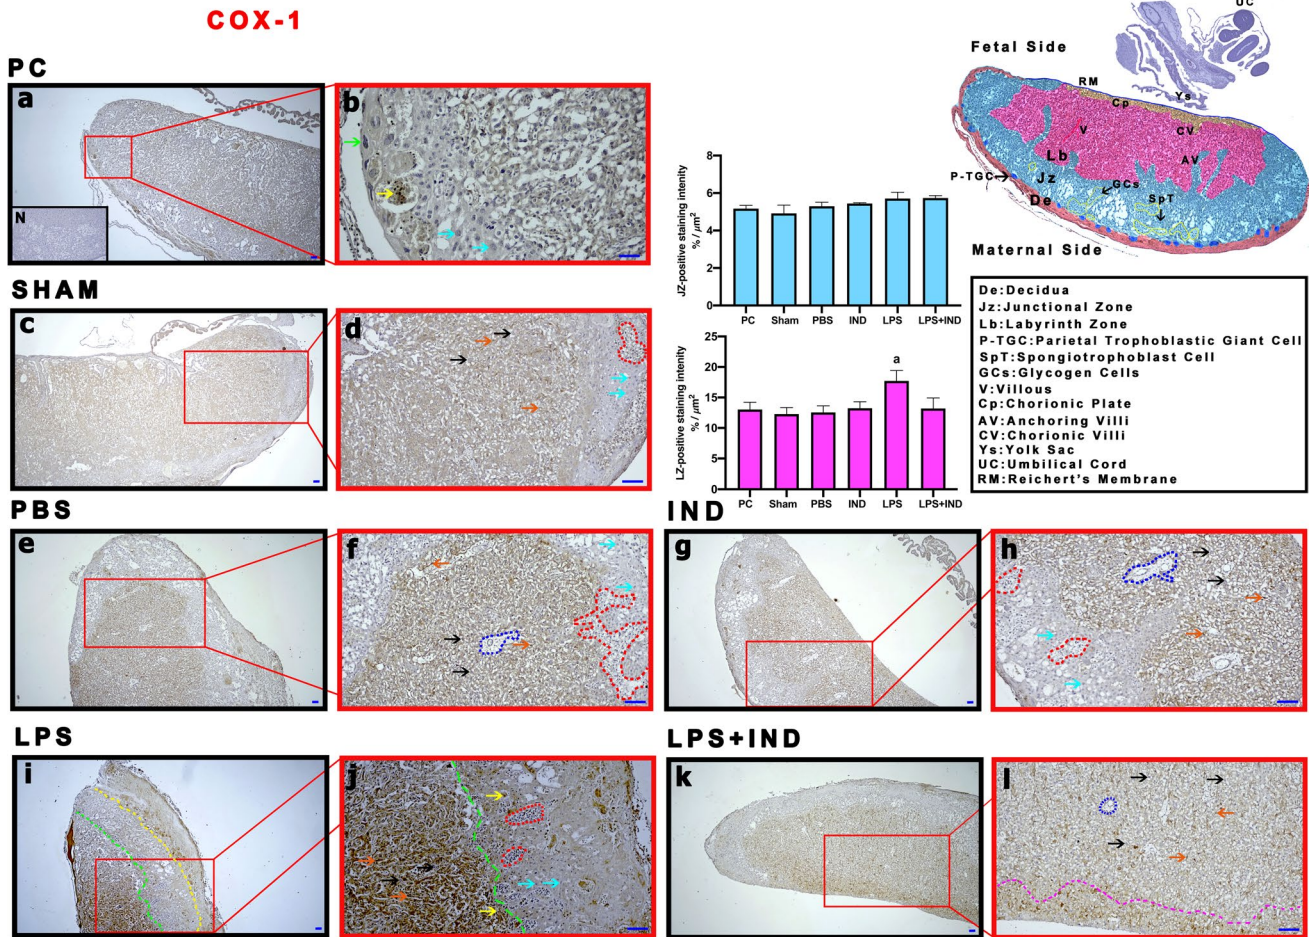 COX-1
PC
a
N
b
SHAM
c
d
8
6
4
2
0
JZ-positive staining intenity
% / µm²
PC Sham PBS IND LPS LPS+IND
25
20
15
10
5
0
LZ-positive staining intenity
% / µm²
a
PC Sham PBS IND LPS LPS+IND
UC
Fetal Side
RM
Ys
Cp
V
CV
Lb
AV
P-TGC
Jz
GCs
De
SpT
Maternal Side
De:Decidua
Jz:Junctional Zone
Lb:Labyrinth Zone
P-TGC:Parietal Trophoblastic Giant Cell
SpT:Spongiotrophoblast Cell
GCs:Glycogen Cells
V:Villous
Cp:Chorionic Plate
AV:Anchoring Villi
CV:Chorionic Villi
Ys:Yolk Sac
UC:Umbilical Cord
RM:Reichert's Membrane
PBS
e
f
IND
g
h
LPS
i
j
LPS+IND
k
l